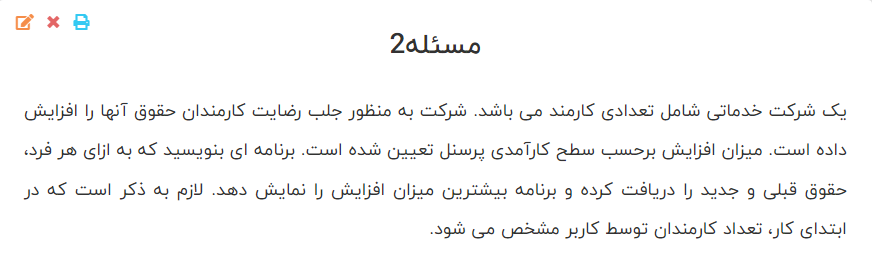 مسئله2
یک شرکت خدماتی شامل تعدادی کارمند می باشد. شرکت به منظور جلب رضایت کارمندان حقوق آنها را افزایش
داده است. میزان افزایش برحسب سطح کارآمدی پرسنل تعیین شده است. برنامه ای بنویسید که به ازای هر فرد،
حقوق قبلی و جدید را دریافت کرده و برنامه بیشترین میزان افزایش را نمایش دهد. لازم به ذکر است که در
ابتدای کار، تعداد کارمندان توسط کاربر مشخص می شود.